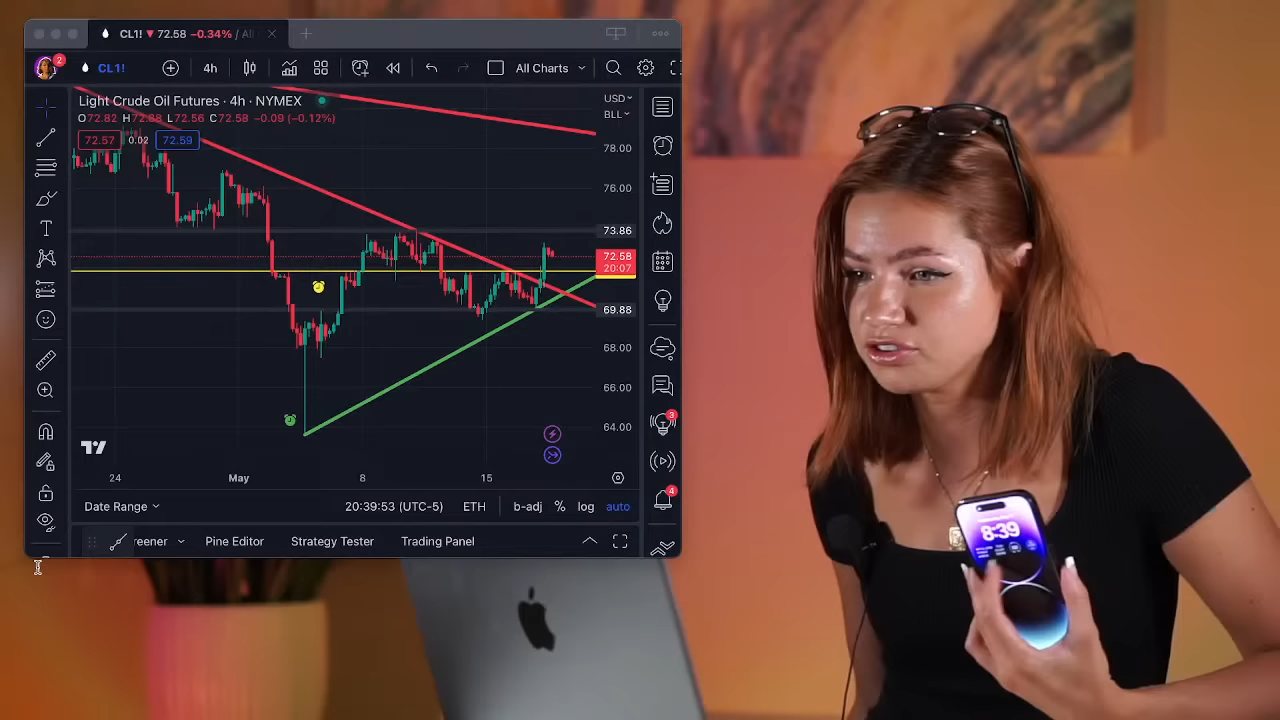 CL1! ▼ 72.58 −0.34% / All
2
CL1!
4h
All Charts
Light Crude Oil Futures · 4h · NYMEX
O72.82 H72.88 L72.56 C72.58 −0.09 (−0.12%)
72.57 0.02 72.59
USD
BLL
78.00
76.00
73.86
72.58
20:07
69.88
68.00
66.00
64.00
24 May 8 15
Date Range
20:39:53 (UTC-5) ETH b-adj % log auto
reener Pine Editor tegy Tester Trading Panel
3
4
8:39